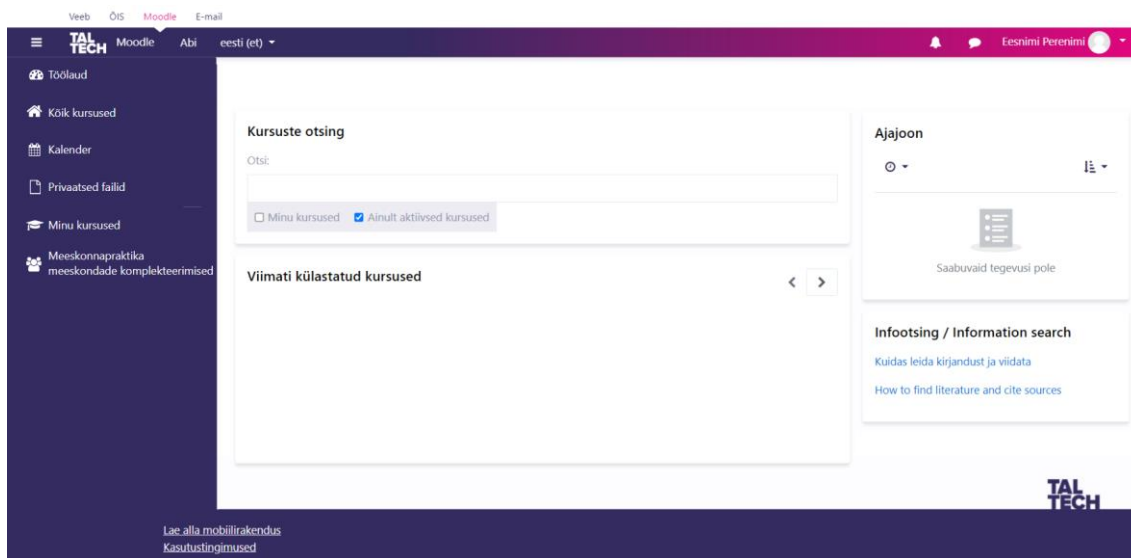 Veeb ÕIS Moodle E-mail
TAL TECH Moodle Abi eesti (et) Eesnimi Perenimi
Töölaud
Kõik kursused
Kalender
Privaatsed failid
Minu kursused
Meeskonnapraktika
meeskondade komplekteerimised
Kursuste otsing
Otsi:
Minu kursused Ainult aktiivsed kursused
Viimati külastatud kursused
Ajajoon
Saabuvaid tegevusi pole
Infootsing / Information search
Kuidas leida kirjandust ja viidata
How to find literature and cite sources
TAL
TECH
Lae alla mobiilirakendus
Kasutustingimused